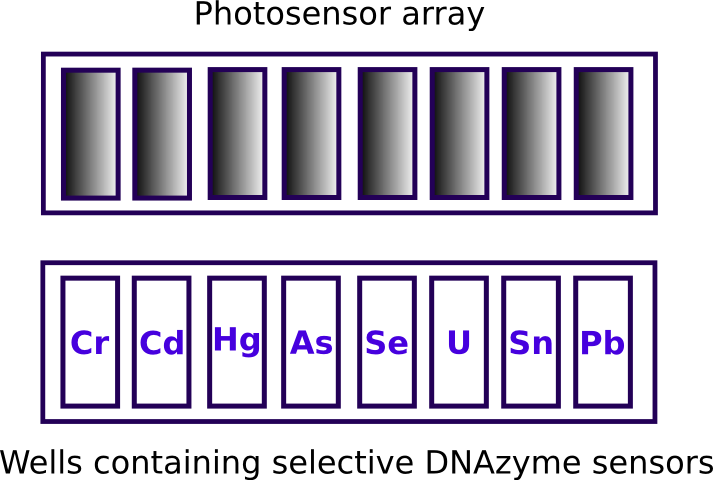 Photosensor array
Cr Cd Hg As Se U Sn Pb
Wells containing selective DNAzyme sensors